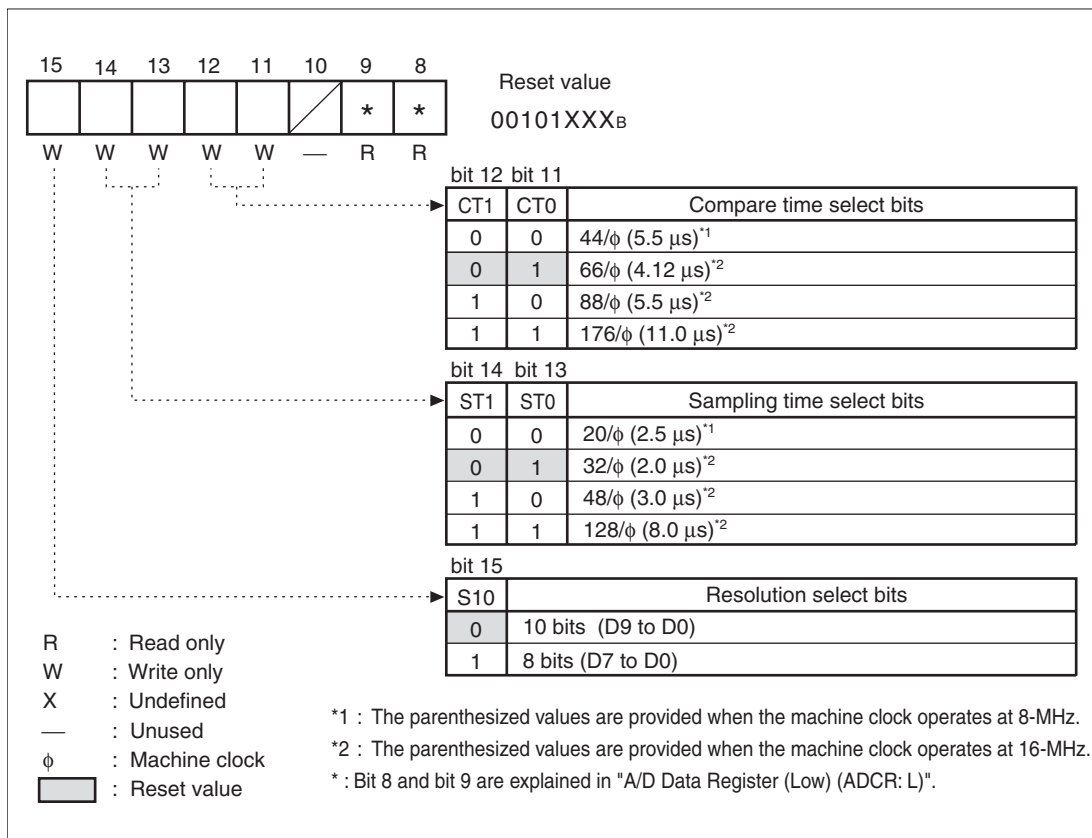 15 14 13 12 11 10 9 8
Reset value
* *
00101XXXB
W W W W W — R R
bit 12 bit 11
CT1 CT0 Compare time select bits
0 0 44/ϕ (5.5 μs)*1
0 1 66/ϕ (4.12 μs)*2
1 0 88/ϕ (5.5 μs)*2
1 1 176/ϕ (11.0 μs)*2
bit 14 bit 13
ST1 ST0 Sampling time select bits
0 0 20/ϕ (2.5 μs)*1
0 1 32/ϕ (2.0 μs)*2
1 0 48/ϕ (3.0 μs)*2
1 1 128/ϕ (8.0 μs)*2
bit 15
S10 Resolution select bits
0 10 bits (D9 to D0)
1 8 bits (D7 to D0)
R : Read only
W : Write only
X : Undefined
— : Unused
ϕ : Machine clock
: Reset value
*1 : The parenthesized values are provided when the machine clock operates at 8-MHz.
*2 : The parenthesized values are provided when the machine clock operates at 16-MHz.
* : Bit 8 and bit 9 are explained in "A/D Data Register (Low) (ADCR: L)".